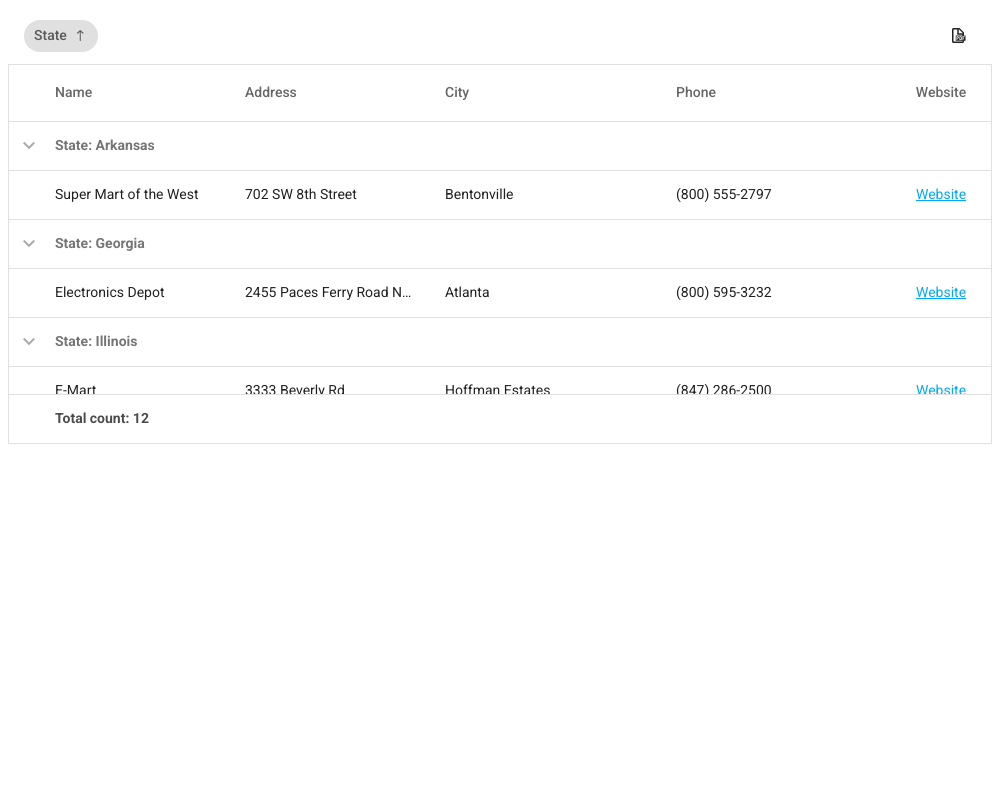 State ↑
Name Address City Phone Website
State: Arkansas
Super Mart of the West 702 SW 8th Street Bentonville (800) 555-2797 Website
State: Georgia
Electronics Depot 2455 Paces Ferry Road N... Atlanta (800) 595-3232 Website
State: Illinois
E-Mart 3333 Beverly Rd Hoffman Estates (847) 286-2500 Website
Total count: 12